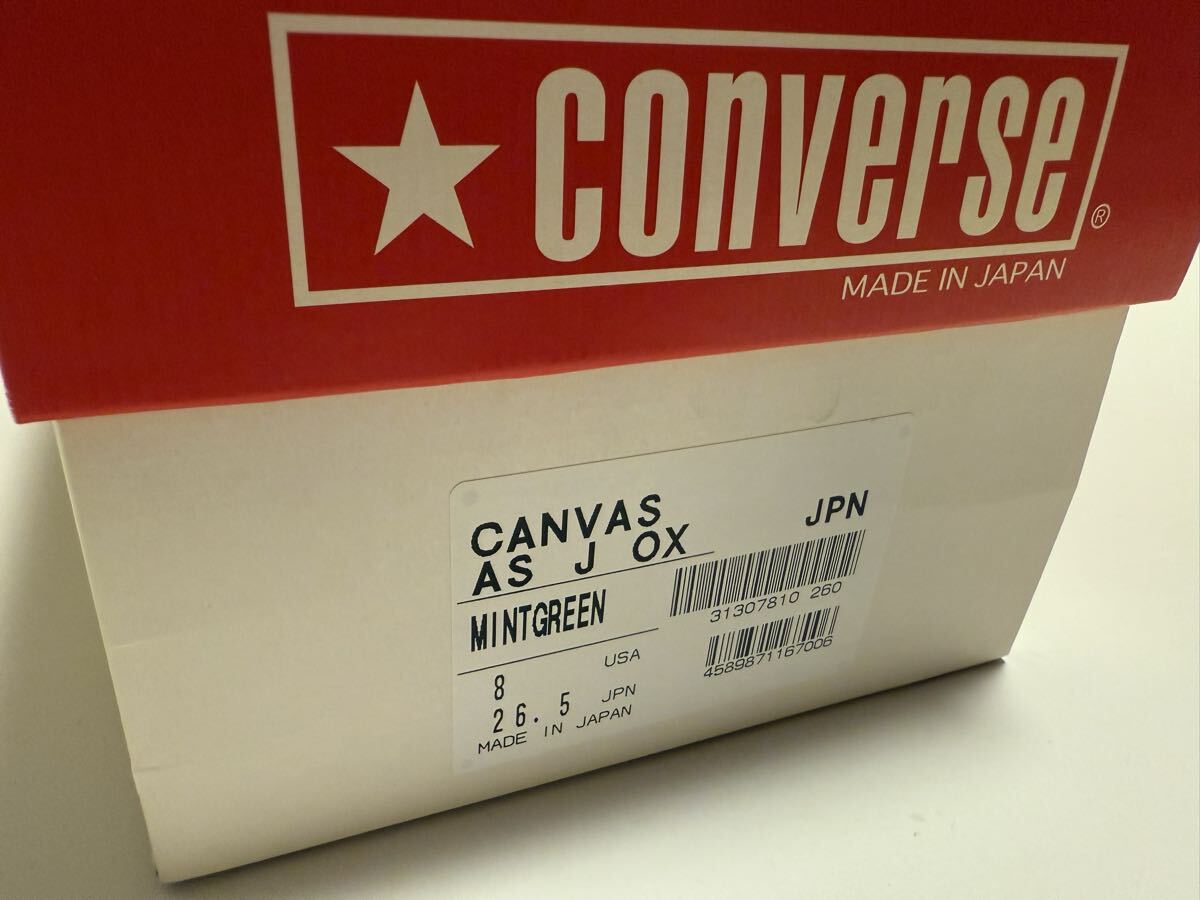 ★ converse ®
MADE IN JAPAN
CANVAS JPN
AS J OX
31307810 260
MINTGREEN
4589871167006
8 USA
26.5 JPN
MADE IN JAPAN